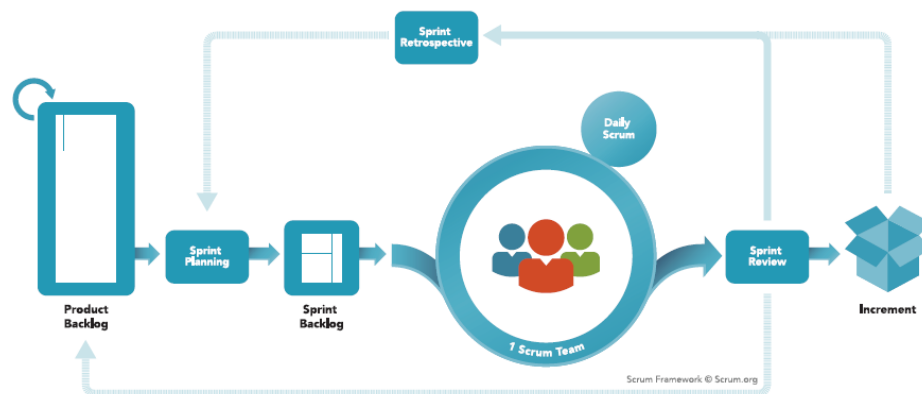 Sprint
Retrospective
Daily
Scrum
Sprint
Planning
Sprint
Review
Product
Backlog
Sprint
Backlog
Increment
1 Scrum Team
Scrum Framework © Scrum.org